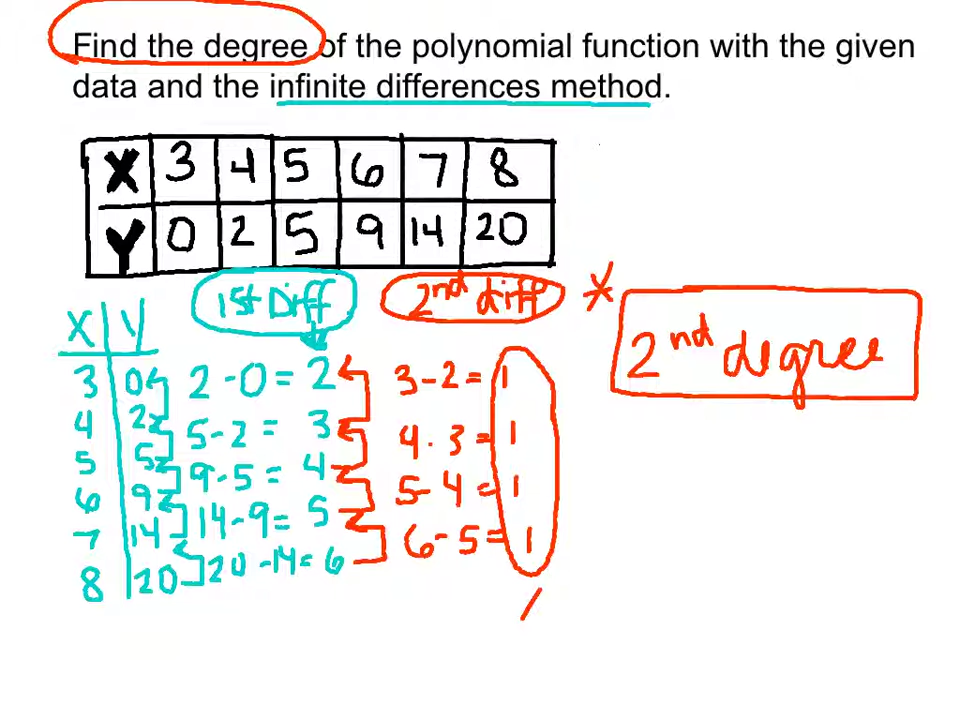 Find the degree of the polynomial function with the given
data and the infinite differences method.
X 3 4 5 6 7 8
Y 0 2 5 9 14 20
1st Diff 2nd diff *
X Y
3 0 2-0=2 3-2=1
4 2 5-2=3 4-3=1
5 5 9-5=4 5-4=1
6 9 14-9=5 6-5=1
7 14 20-14=6
8 20
2nd degree